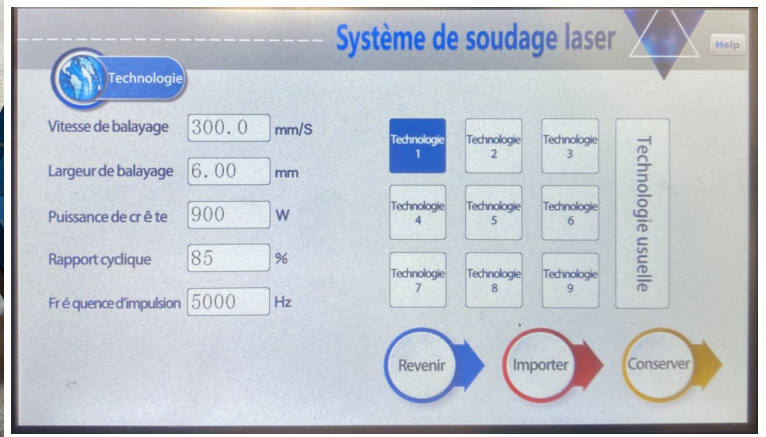 Système de soudage laser
Help
Technologie
Vitesse de balayage 300.0 mm/S
Largeur de balayage 6.00 mm
Puissance de cr ê te 900 W
Rapport cyclique 85 %
Fr é quence d'impulsion 5000 Hz
Technologie
1
Technologie
2
Technologie
3
Technologie
4
Technologie
5
Technologie
6
Technologie
7
Technologie
8
Technologie
9
Technologie usuelle
Revenir
Importer
Conserver